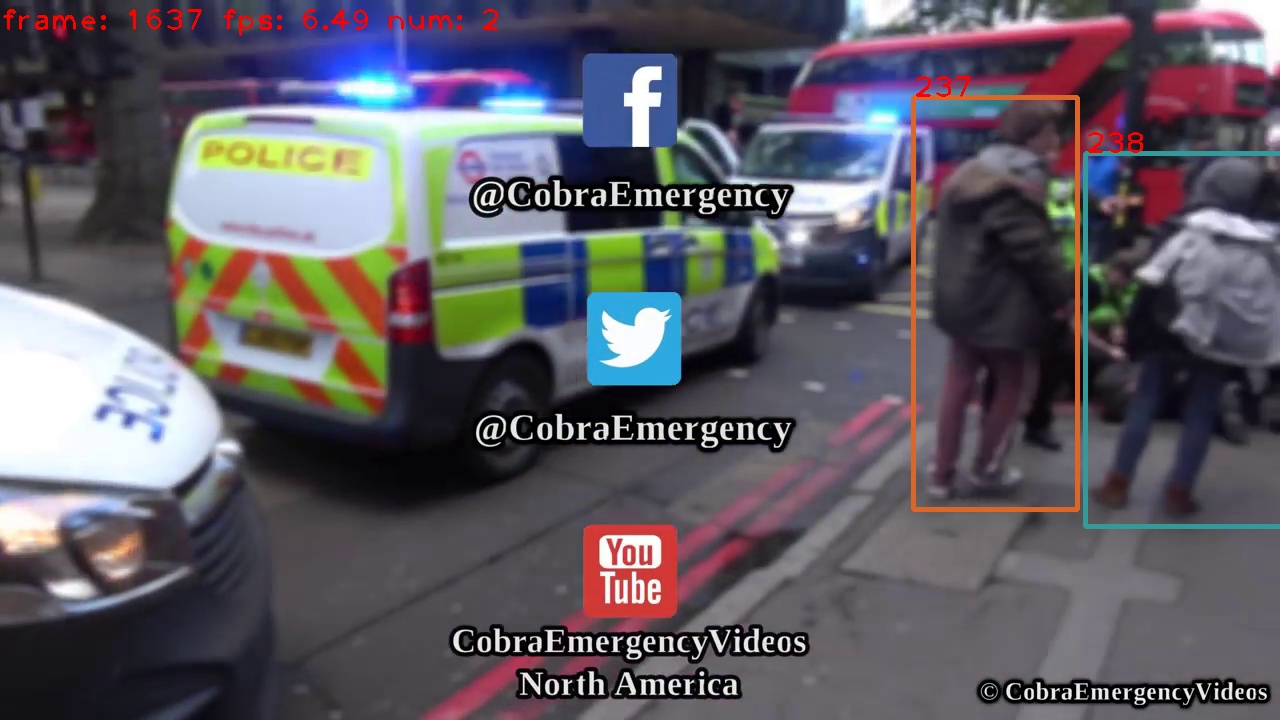 frame: 1637 fps: 6.49 num: 2
237
238
POLICE
f
@CobraEmergency
@CobraEmergency
POLICE
You
Tube
CobraEmergencyVideos
North America
© CobraEmergencyVideos